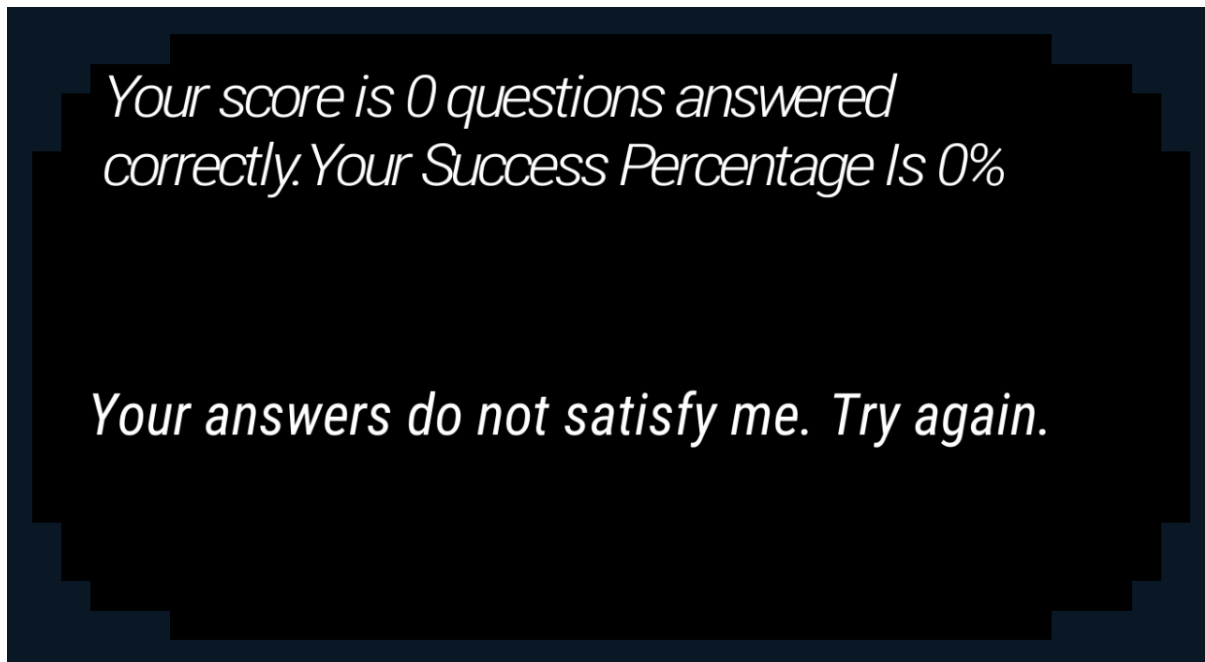 Your score is 0 questions answered
correctly.Your Success Percentage Is 0%
Your answers do not satisfy me. Try again.